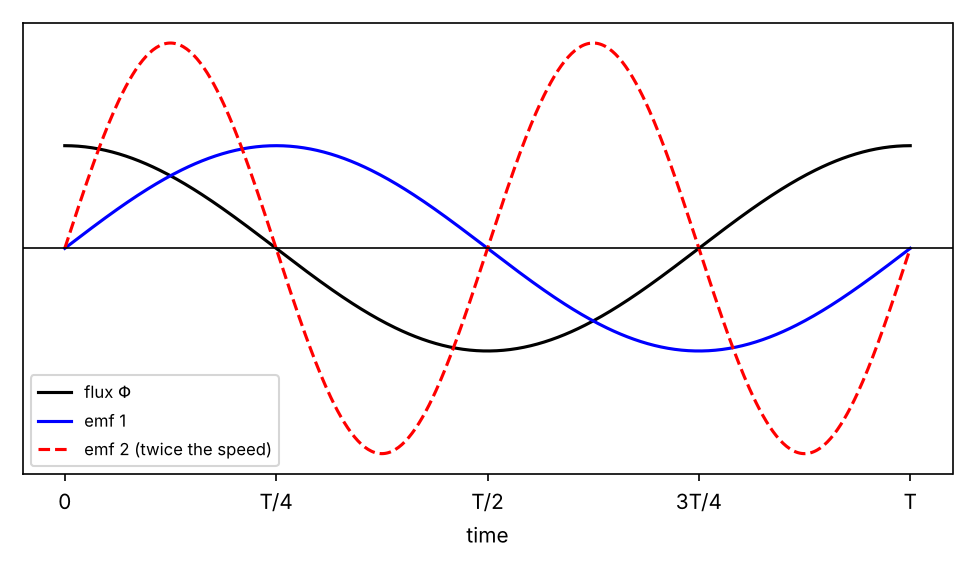 flux Φ
emf 1
emf 2 (twice the speed)
0 T/4 T/2 3T/4 T
time